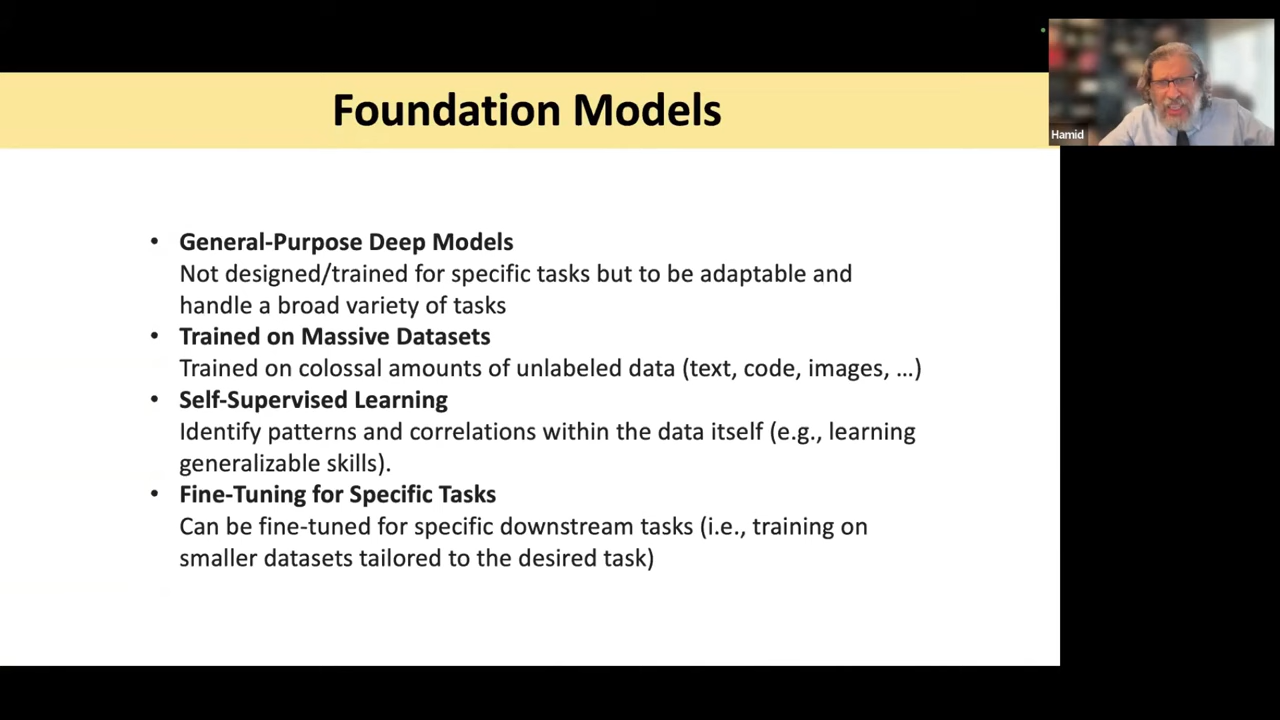 Foundation Models
Hamid
• General-Purpose Deep Models
Not designed/trained for specific tasks but to be adaptable and
handle a broad variety of tasks
• Trained on Massive Datasets
Trained on colossal amounts of unlabeled data (text, code, images, ...)
• Self-Supervised Learning
Identify patterns and correlations within the data itself (e.g., learning
generalizable skills).
• Fine-Tuning for Specific Tasks
Can be fine-tuned for specific downstream tasks (i.e., training on
smaller datasets tailored to the desired task)